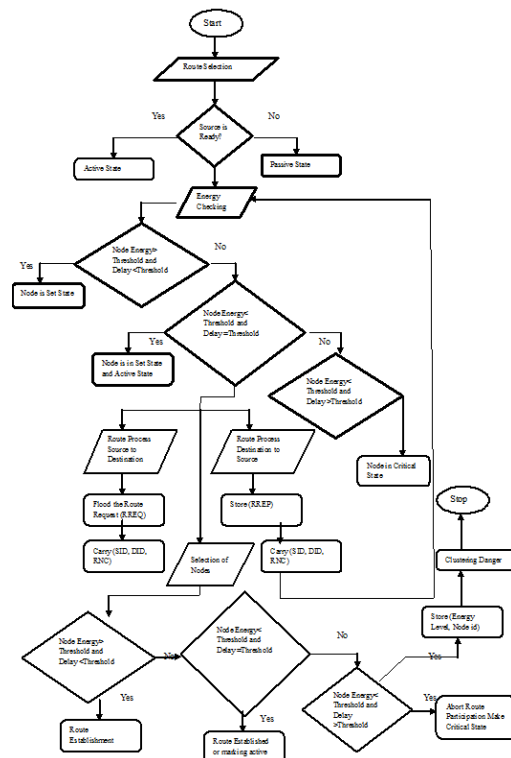 Start
Route Selection
Yes
No
Source is
Ready?
Active State
Passive State
Energy
Checking
Node Energy>
Threshold and
Delay <Threshold
Yes
No
Node is Set State
Node Energy<
Threshold and
Delay =Threshold
Yes
No
Node is in Set State
and Active State
Node Energy<
Threshold and
Delay >Threshold
Route Process
Source to
Destination
Route Process
Destination to
Source
Node in Critical
State
Flood the Route
Request (RREQ)
Store (RREP)
Stop
Carry (SID, DID,
RNC)
Selection of
Nodes
Carry (SID, DID,
RNC)
Clustering Danger
Store (Energy
Level, Node id)
Node Energy>
Threshold and
Delay <Threshold
No
Node Energy<
Threshold and
Delay =Threshold
No
Yes
Node Energy<
Threshold and
Delay
>Threshold
Yes
Yes
Yes
Abort Route
Participation Make
Critical State
Route
Establishment
Route Established
or marking active